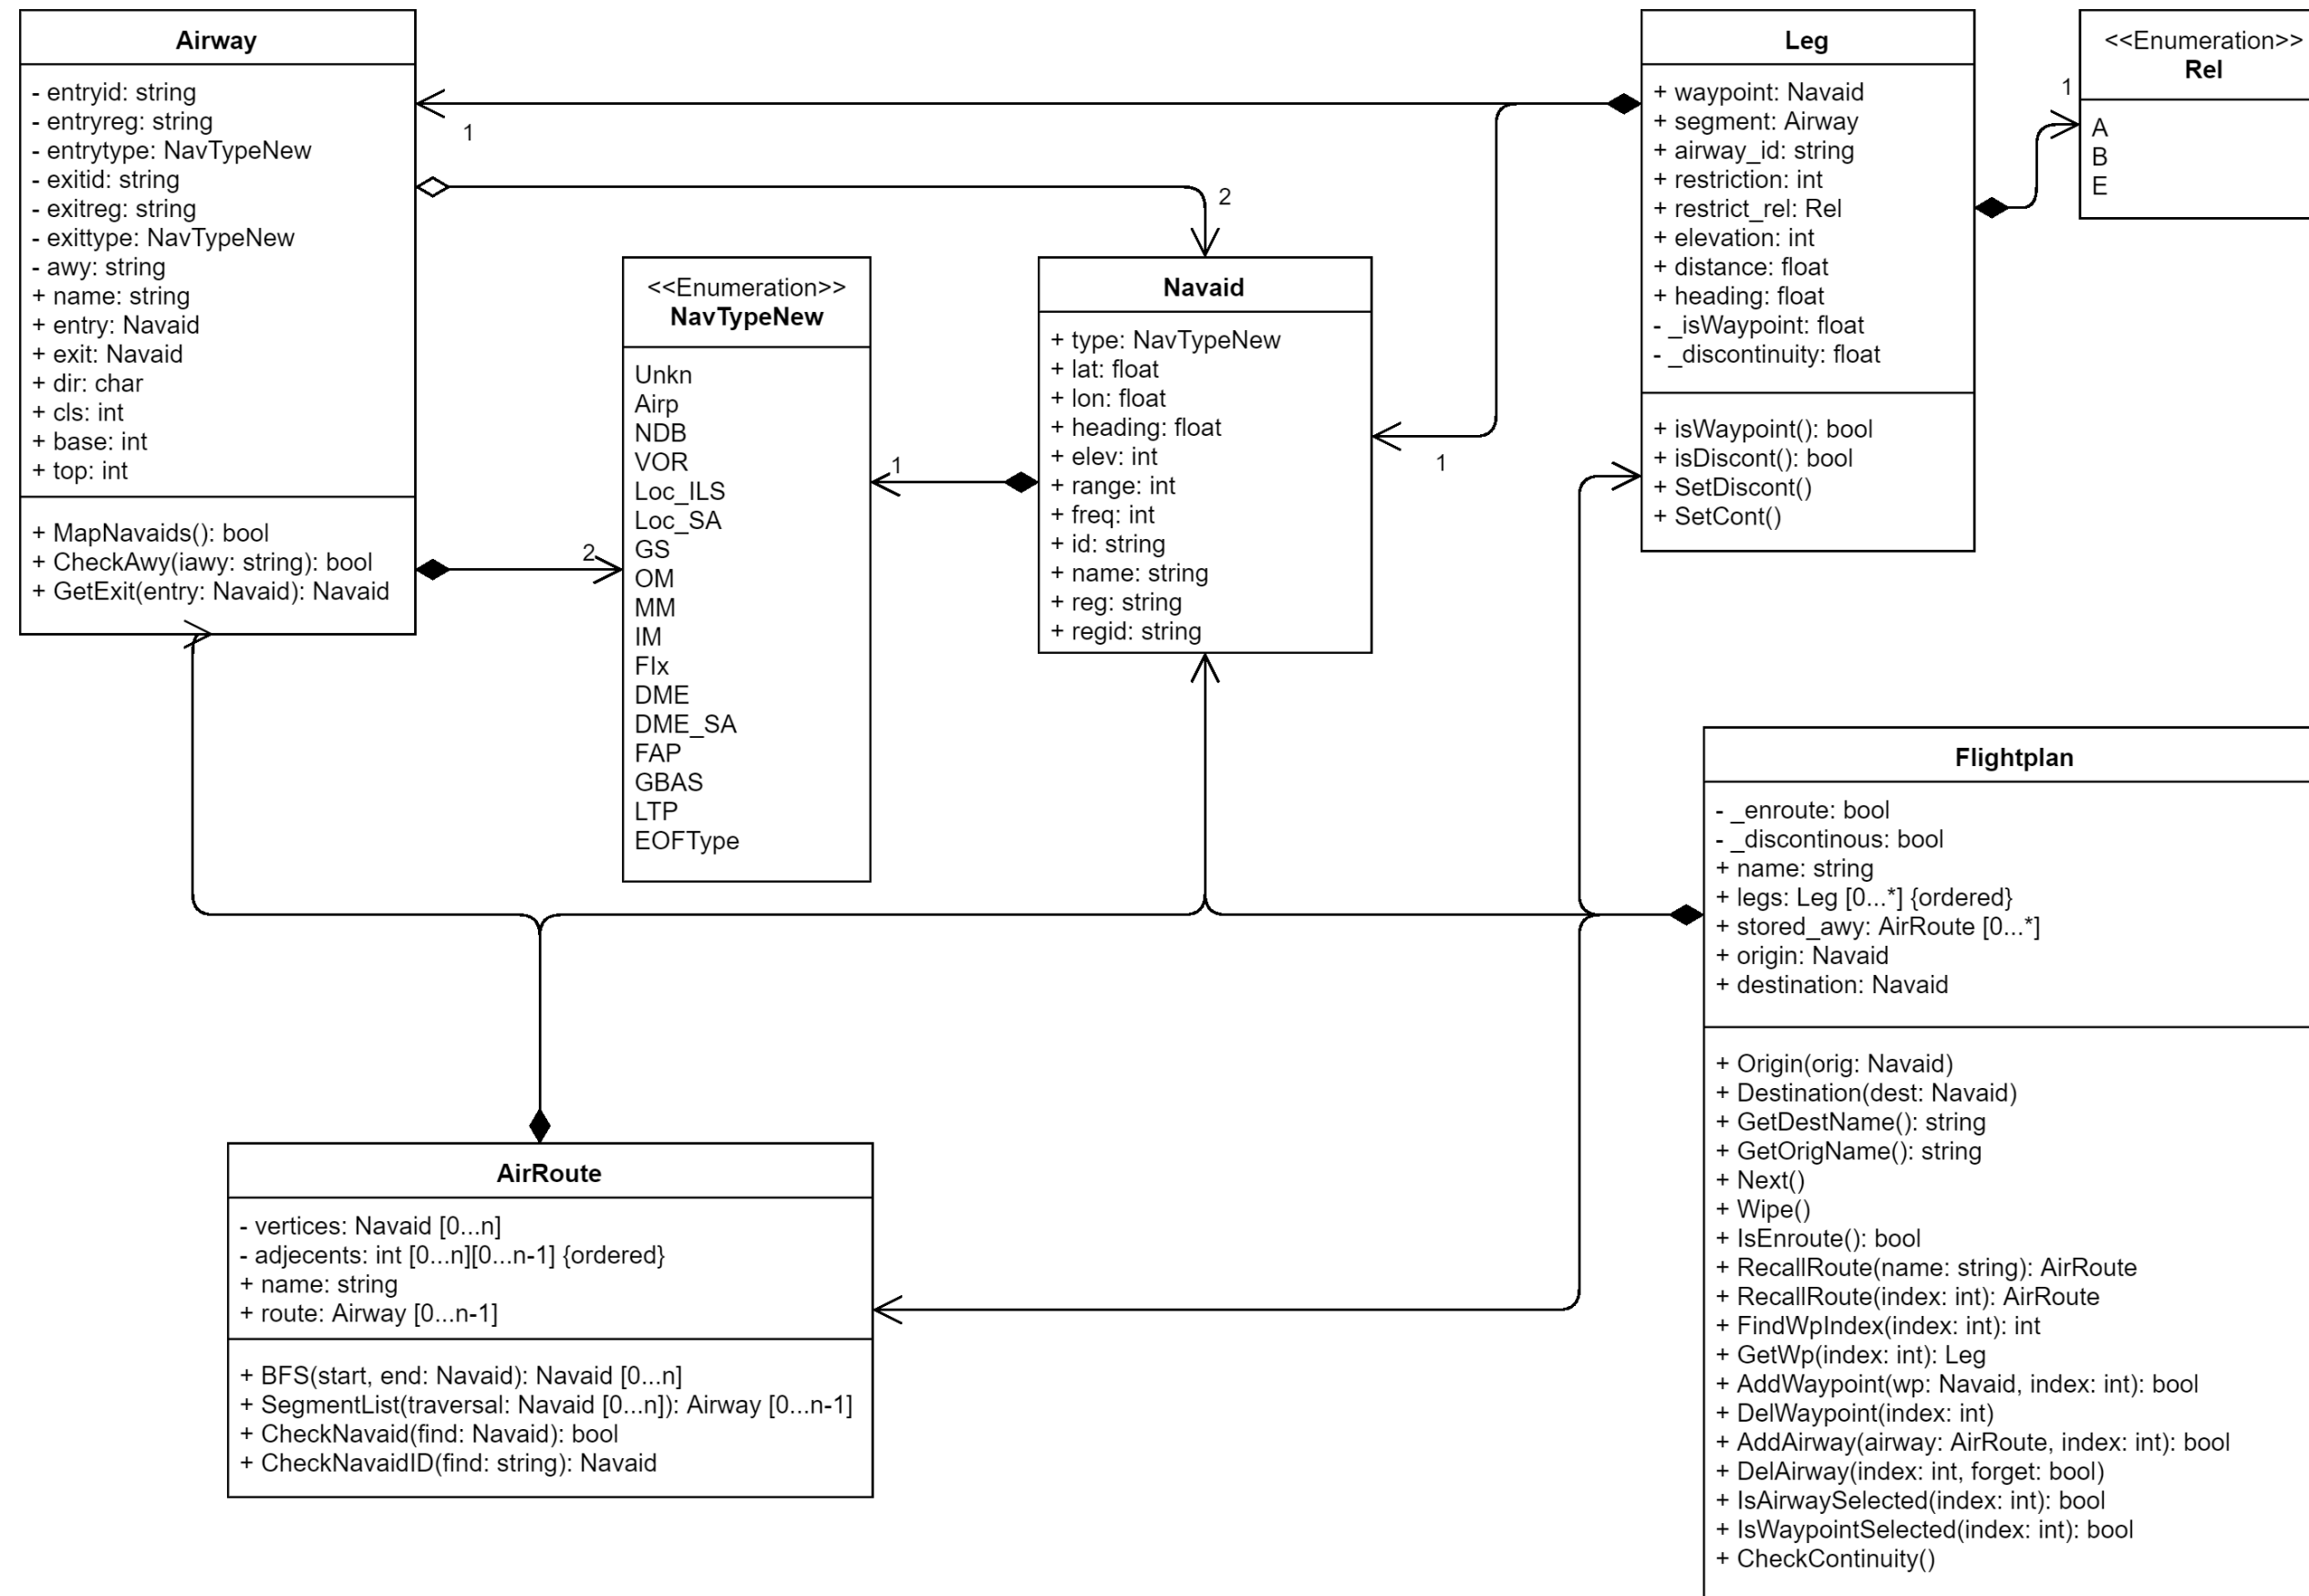 Airway
- entryid: string
- entryreg: string
- entrytype: NavTypeNew
- exitid: string
- exitreg: string
- exittype: NavTypeNew
- awy: string
+ name: string
+ entry: Navaid
+ exit: Navaid
+ dir: char
+ cls: int
+ base: int
+ top: int
+ MapNavaids(): bool
+ CheckAwy(iawy: string): bool
+ GetExit(entry: Navaid): Navaid
1
2
2
<<Enumeration>>
NavTypeNew
Unkn
Airp
NDB
VOR
Loc_ILS
Loc_SA
GS
OM
MM
IM
FIx
DME
DME_SA
FAP
GBAS
LTP
EOFType
1
Navaid
+ type: NavTypeNew
+ lat: float
+ lon: float
+ heading: float
+ elev: int
+ range: int
+ freq: int
+ id: string
+ name: string
+ reg: string
+ regid: string
1
Leg
+ waypoint: Navaid
+ segment: Airway
+ airway_id: string
+ restriction: int
+ restrict_rel: Rel
+ elevation: int
+ distance: float
+ heading: float
- _isWaypoint: float
- _discontinuity: float
+ isWaypoint(): bool
+ isDiscont(): bool
+ SetDiscont()
+ SetCont()
1
<<Enumeration>>
Rel
A
B
E
Flightplan
- _enroute: bool
- _discontinous: bool
+ name: string
+ legs: Leg [0...*] {ordered}
+ stored_awy: AirRoute [0...*]
+ origin: Navaid
+ destination: Navaid
+ Origin(orig: Navaid)
+ Destination(dest: Navaid)
+ GetDestName(): string
+ GetOrigName(): string
+ Next()
+ Wipe()
+ IsEnroute(): bool
+ RecallRoute(name: string): AirRoute
+ RecallRoute(index: int): AirRoute
+ FindWpIndex(index: int): int
+ GetWp(index: int): Leg
+ AddWaypoint(wp: Navaid, index: int): bool
+ DelWaypoint(index: int)
+ AddAirway(airway: AirRoute, index: int): bool
+ DelAirway(index: int, forget: bool)
+ IsAirwaySelected(index: int): bool
+ IsWaypointSelected(index: int): bool
+ CheckContinuity()
AirRoute
- vertices: Navaid [0...n]
- adjecents: int [0...n][0...n-1] {ordered}
+ name: string
+ route: Airway [0...n-1]
+ BFS(start, end: Navaid): Navaid [0...n]
+ SegmentList(traversal: Navaid [0...n]): Airway [0...n-1]
+ CheckNavaid(find: Navaid): bool
+ CheckNavaidID(find: string): Navaid